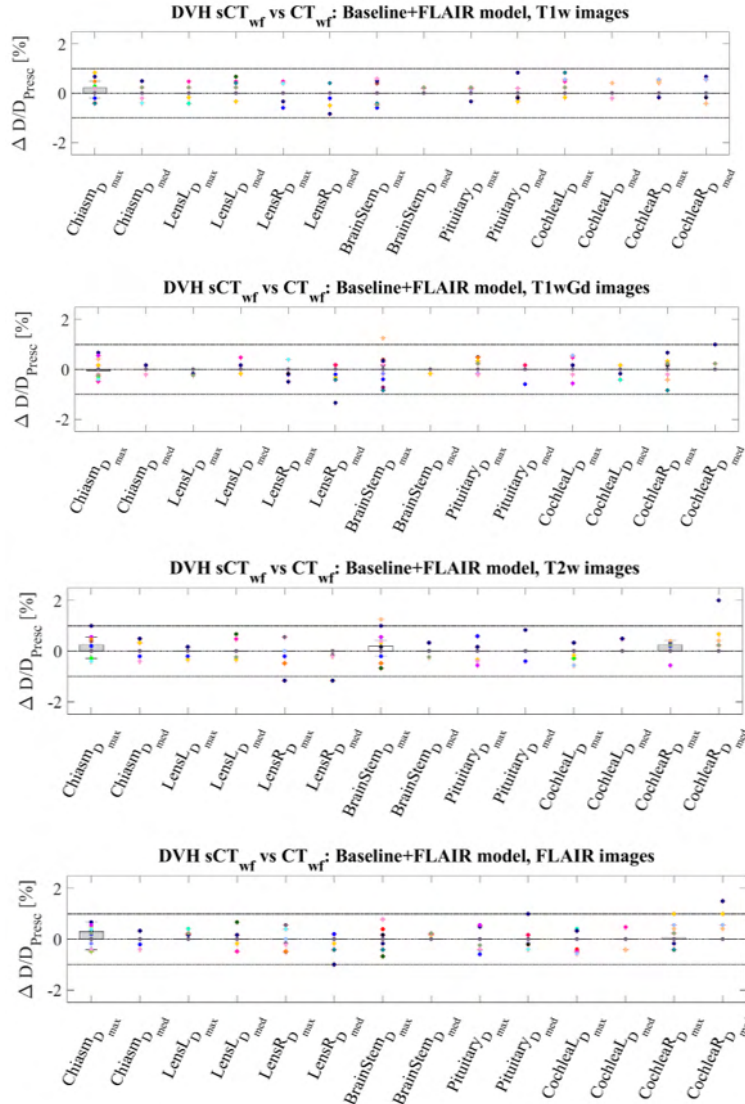 DVH sCTwf vs CTwf: Baseline+FLAIR model, T1w images
Δ D/DPresc [%]
2
0
-2
ChiasmDmax
ChiasmDmed
LensLDmax
LensLDmed
LensRDmax
LensRDmed
BrainStemDmax
BrainStemDmed
PituitaryDmax
PituitaryDmed
CochleaLDmax
CochleaLDmed
CochleaRDmax
CochleaRDmed
DVH sCTwf vs CTwf: Baseline+FLAIR model, T1wGd images
Δ D/DPresc [%]
2
0
-2
ChiasmDmax
ChiasmDmed
LensLDmax
LensLDmed
LensRDmax
LensRDmed
BrainStemDmax
BrainStemDmed
PituitaryDmax
PituitaryDmed
CochleaLDmax
CochleaLDmed
CochleaRDmax
CochleaRDmed
DVH sCTwf vs CTwf: Baseline+FLAIR model, T2w images
Δ D/DPresc [%]
2
0
-2
ChiasmDmax
ChiasmDmed
LensLDmax
LensLDmed
LensRDmax
LensRDmed
BrainStemDmax
BrainStemDmed
PituitaryDmax
PituitaryDmed
CochleaLDmax
CochleaLDmed
CochleaRDmax
CochleaRDmed
DVH sCTwf vs CTwf: Baseline+FLAIR model, FLAIR images
Δ D/DPresc [%]
2
0
-2
ChiasmDmax
ChiasmDmed
LensLDmax
LensLDmed
LensRDmax
LensRDmed
BrainStemDmax
BrainStemDmed
PituitaryDmax
PituitaryDmed
CochleaLDmax
CochleaLDmed
CochleaRDmax
CochleaRDmed